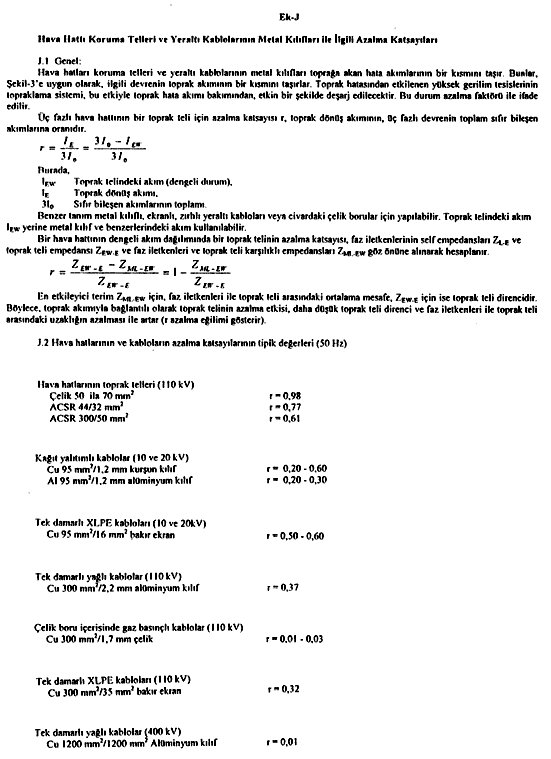 Ek-J
Hava Hattı Koruma Telleri ve Yeraltı Kablolarının Metal Kılıfları ile İlgili Azalma Katsayıları
J.1 Genel:
Hava hatları koruma telleri ve yeraltı kablolarının metal kılıfları toprağa akan hata akımlarının bir kısmını taşır. Bunlar,
Şekil-3'e uygun olarak, ilgili devrenin toprak akımının bir kısmını taşırlar. Toprak hatasından etkilenen yüksek gerilim tesislerinin
topraklama sistemi, bu etkiyle toprak hata akımı bakımından, etkin bir şekilde deşarj edilecektir. Bu durum azalma faktörü ile ifade
edilir.
Üç fazlı hava hattının bir toprak teli için azalma katsayısı r, toprak dönüş akımının, üç fazlı devrenin toplam sıfır bileşen
akımlarına oranıdır.
r = I_E / 3I_o = (3I_o – I_EW) / 3I_o
Burada,
I_EW Toprak telindeki akım (dengeli durum),
I_E Toprak dönüş akımı,
3I_0 Sıfır bileşen akımlarının toplamı.
Benzer tanım metal kılıflı, ekranlı, zırhlı yeraltı kabloları veya civardaki çelik borular için yapılabilir. Toprak telindeki akım
I_EW yerine metal kılıf ve benzerlerindeki akım kullanılabilir.
Bir hava hattının dengeli akım dağılımında bir toprak telinin azalma katsayısı, faz iletkenlerinin self empedansları Z_L-E ve
toprak teli empedansı Z_EW-E ve faz iletkenleri ve toprak teli karşılıklı empedansları Z_ML-EW göz önüne alınarak hesaplanır.
r = (Z_EW-E – Z_ML-EW) / Z_EW-E = 1 – Z_ML-EW / Z_EW-E
En etkileyici terim Z_ML-EW için, faz iletkenleri ile toprak teli arasındaki ortalama mesafe, Z_EW-E için ise toprak teli direncidir.
Böylece, toprak akımıyla bağlantılı olarak toprak telinin azalma etkisi, daha düşük toprak teli direnci ve faz iletkenleri ile toprak teli
arasındaki uzaklığın azalması ile artar (r azalma eğilimi gösterir).
J.2 Hava hatlarının ve kabloların azalma katsayılarının tipik değerleri (50 Hz)
Hava hatlarının toprak telleri (110 kV)
Çelik 50 ila 70 mm² r = 0,98
ACSR 44/32 mm² r = 0,77
ACSR 300/50 mm² r = 0,61
Kağıt yalıtımlı kablolar (10 ve 20 kV)
Cu 95 mm²/1,2 mm kurşun kılıf r = 0,20 - 0,60
Al 95 mm²/1,2 mm alüminyum kılıf r = 0,20 - 0,30
Tek damarlı XLPE kabloları (10 ve 20kV)
Cu 95 mm²/16 mm² bakır ekran r = 0,50 - 0,60
Tek damarlı yağlı kablolar (110 kV)
Cu 300 mm²/2,2 mm alüminyum kılıf r = 0,37
Çelik boru içerisinde gaz basınçlı kablolar (110 kV)
Cu 300 mm²/1,7 mm çelik r = 0,01 - 0,03
Tek damarlı XLPE kabloları (110 kV)
Cu 300 mm²/35 mm² bakır ekran r = 0,32
Tek damarlı yağlı kablolar (400 kV)
Cu 1200 mm²/1200 mm² Alüminyum kılıf r = 0,01